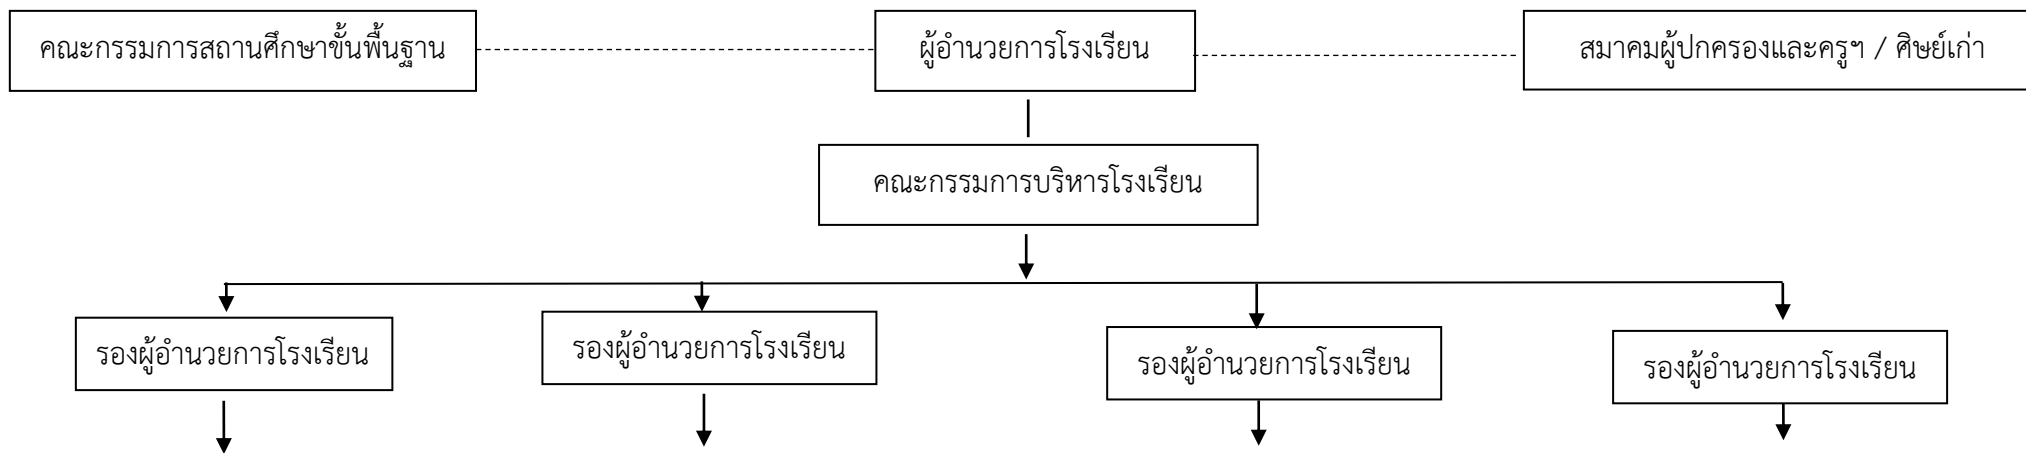 คณะกรรมการสถานศึกษาขั้นพื้นฐาน
ผู้อำนวยการโรงเรียน
สมาคมผู้ปกครองและครูฯ / ศิษย์เก่า
คณะกรรมการบริหารโรงเรียน
รองผู้อำนวยการโรงเรียน
รองผู้อำนวยการโรงเรียน
รองผู้อำนวยการโรงเรียน
รองผู้อำนวยการโรงเรียน